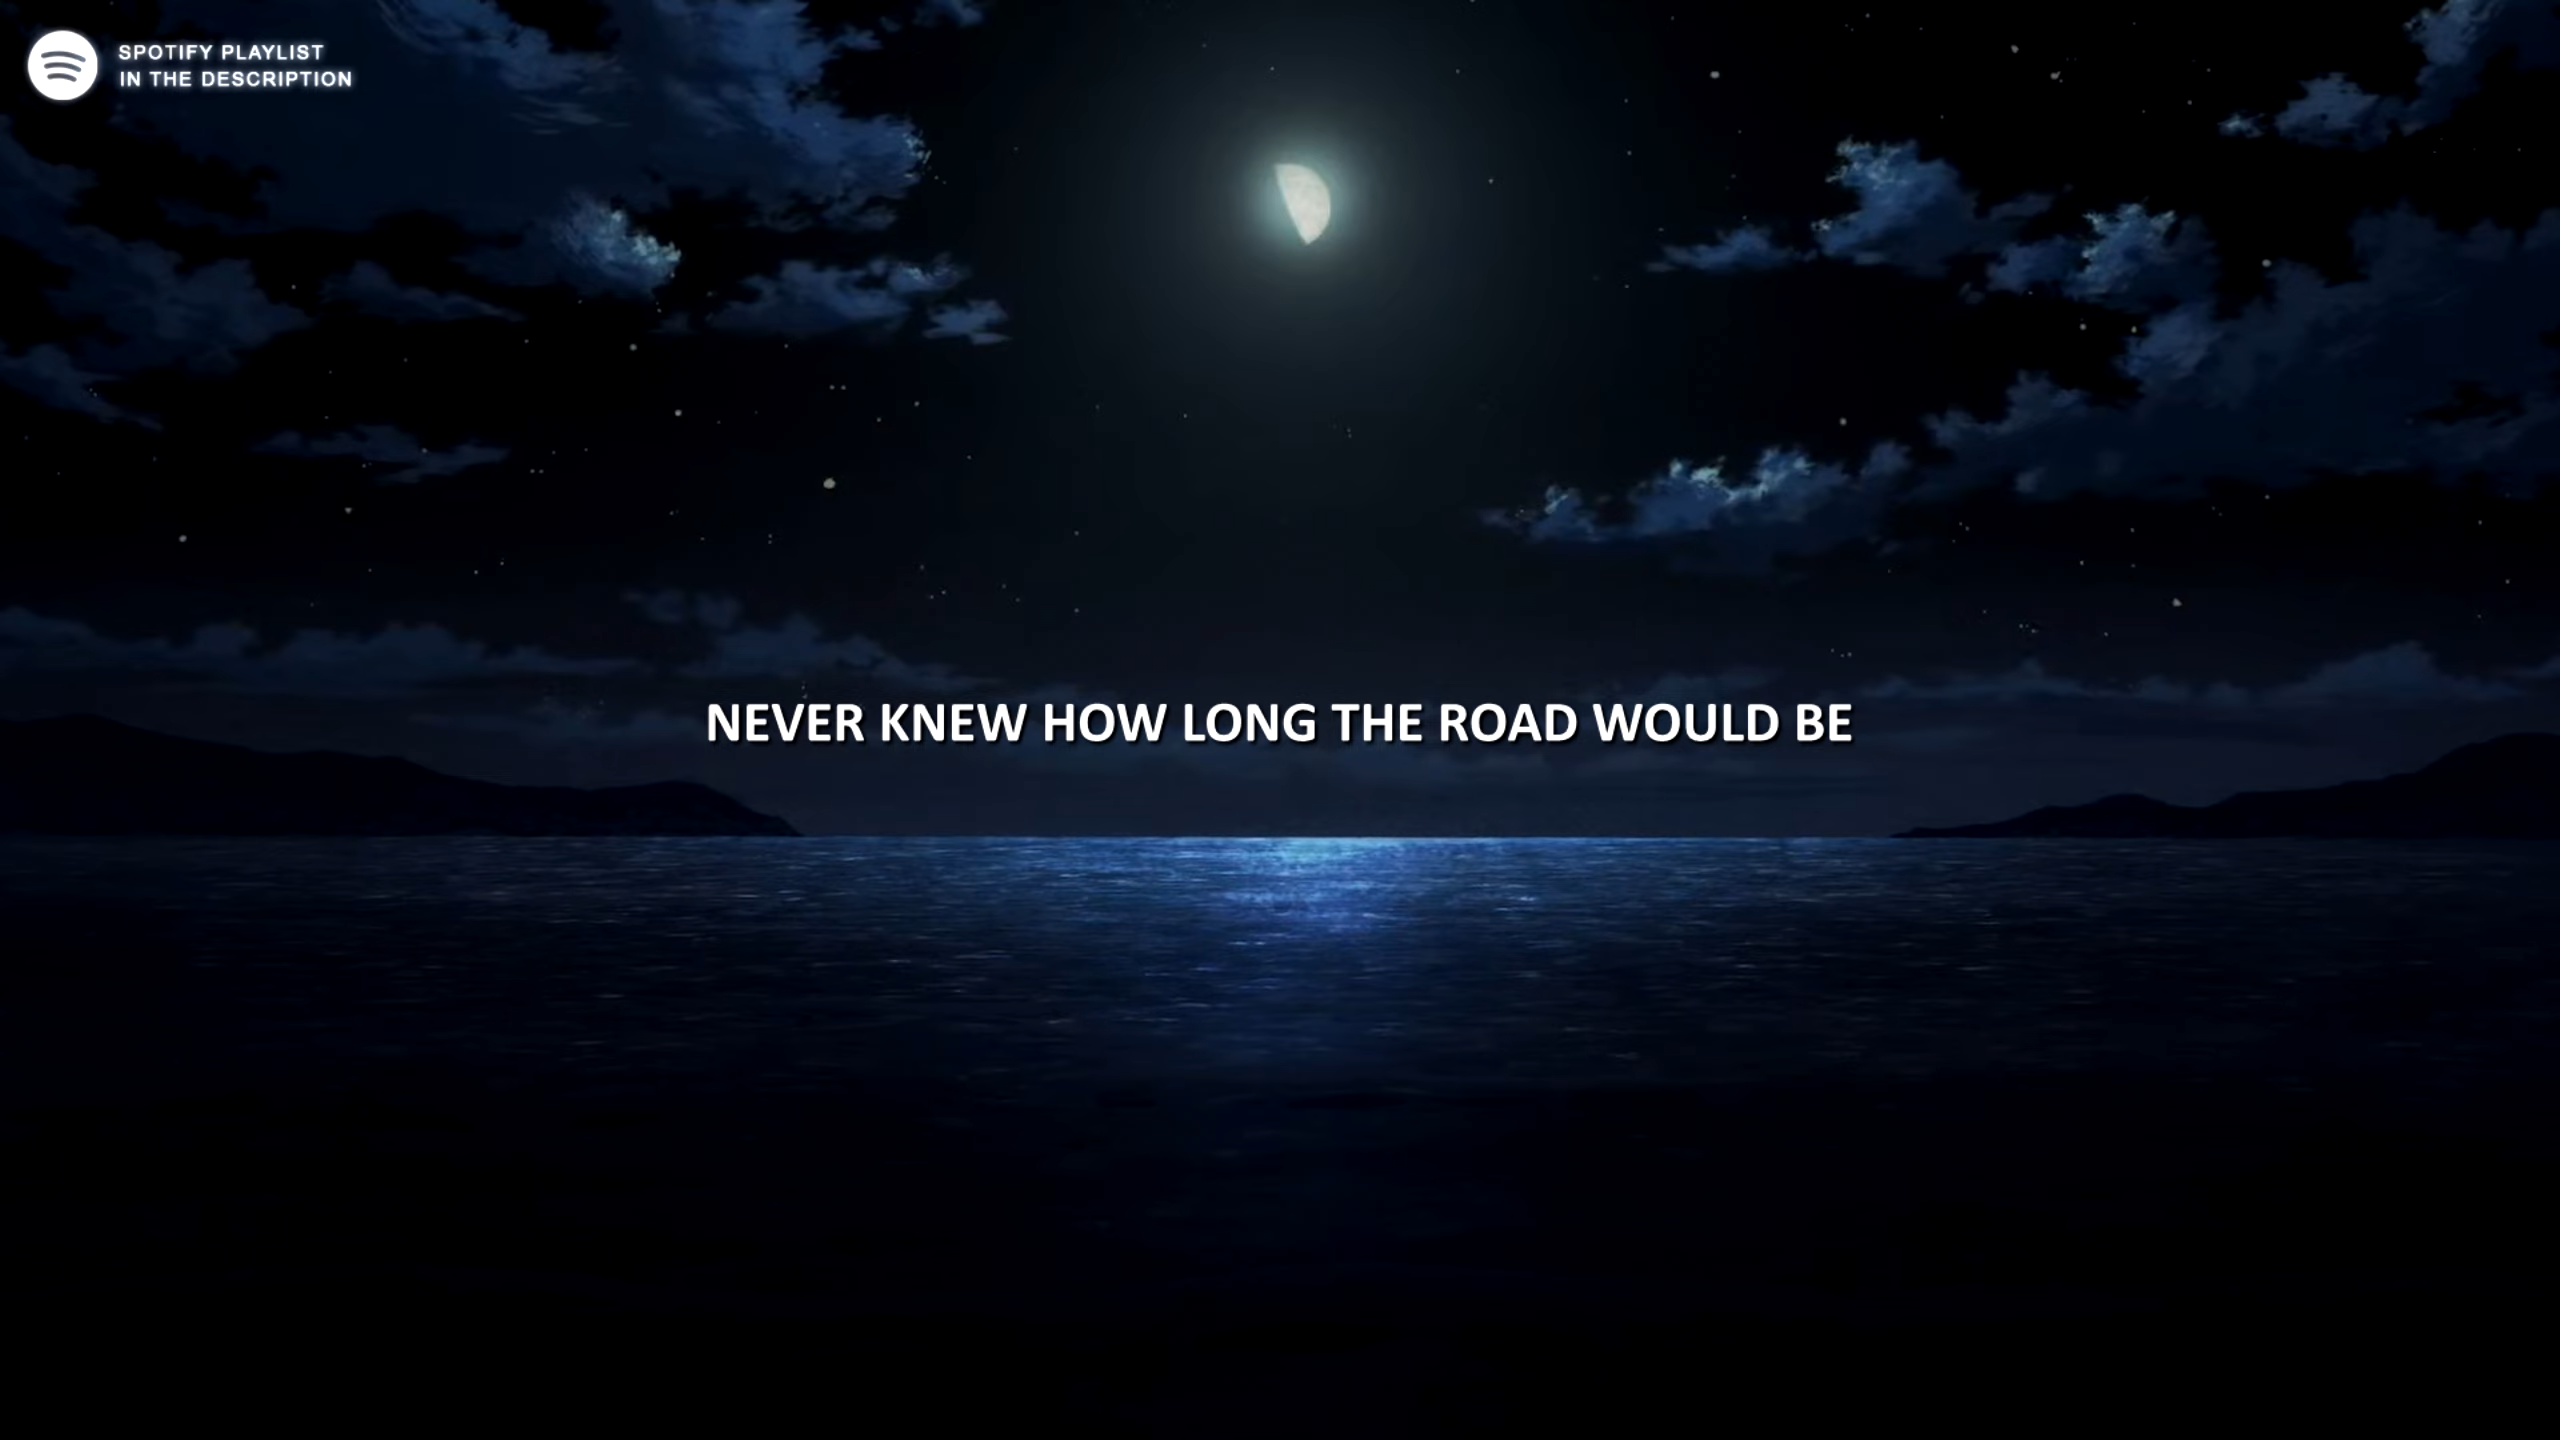 SPOTIFY PLAYLIST
IN THE DESCRIPTION
NEVER KNEW HOW LONG THE ROAD WOULD BE